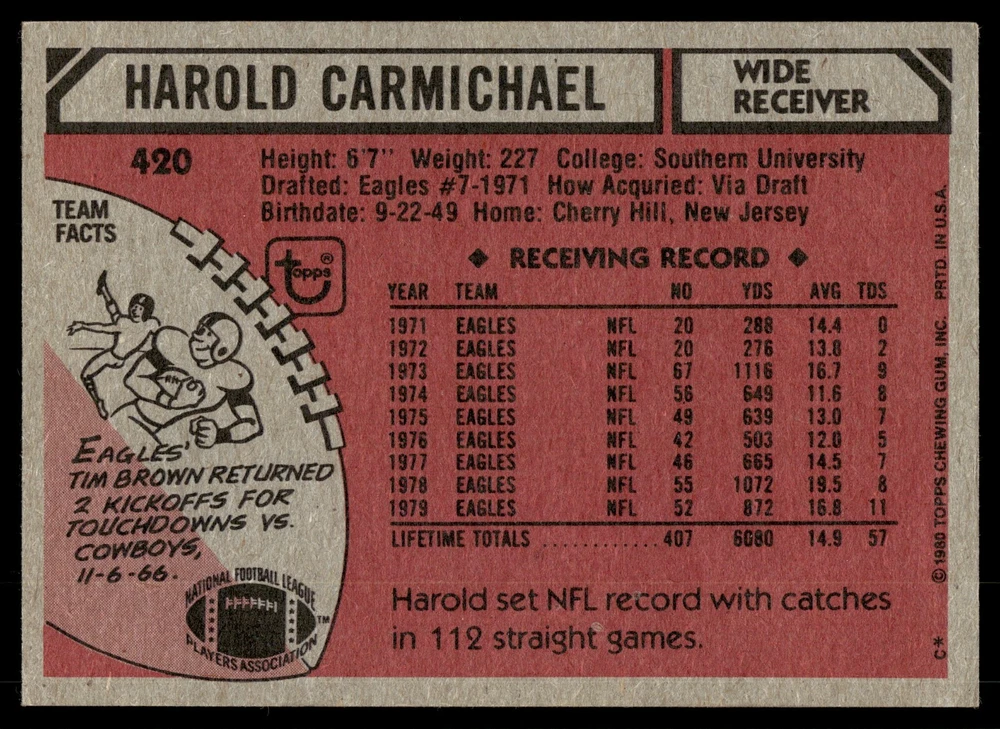 HAROLD CARMICHAEL
WIDE
RECEIVER
420
Height: 6'7" Weight: 227 College: Southern University
Drafted: Eagles #7-1971 How Acquried: Via Draft
Birthdate: 9-22-49 Home: Cherry Hill, New Jersey
TEAM
FACTS
topps ®
◆ RECEIVING RECORD ◆
YEAR TEAM NO YDS AVG TDS
1971 EAGLES NFL 20 288 14.4 0
1972 EAGLES NFL 20 276 13.8 2
1973 EAGLES NFL 67 1116 16.7 9
1974 EAGLES NFL 56 649 11.6 8
1975 EAGLES NFL 49 639 13.0 7
1976 EAGLES NFL 42 503 12.0 5
1977 EAGLES NFL 46 665 14.5 7
1978 EAGLES NFL 55 1072 19.5 8
1979 EAGLES NFL 52 872 16.8 11
LIFETIME TOTALS ............. 407 6080 14.9 57
Harold set NFL record with catches
in 112 straight games.
EAGLES'
TIM BROWN RETURNED
2 KICKOFFS FOR
TOUCHDOWNS VS.
COWBOYS,
11-6-66.
NATIONAL FOOTBALL LEAGUE
PLAYERS ASSOCIATION
TM
© 1980 TOPPS CHEWING GUM, INC. PRTD. IN U.S.A.
C*